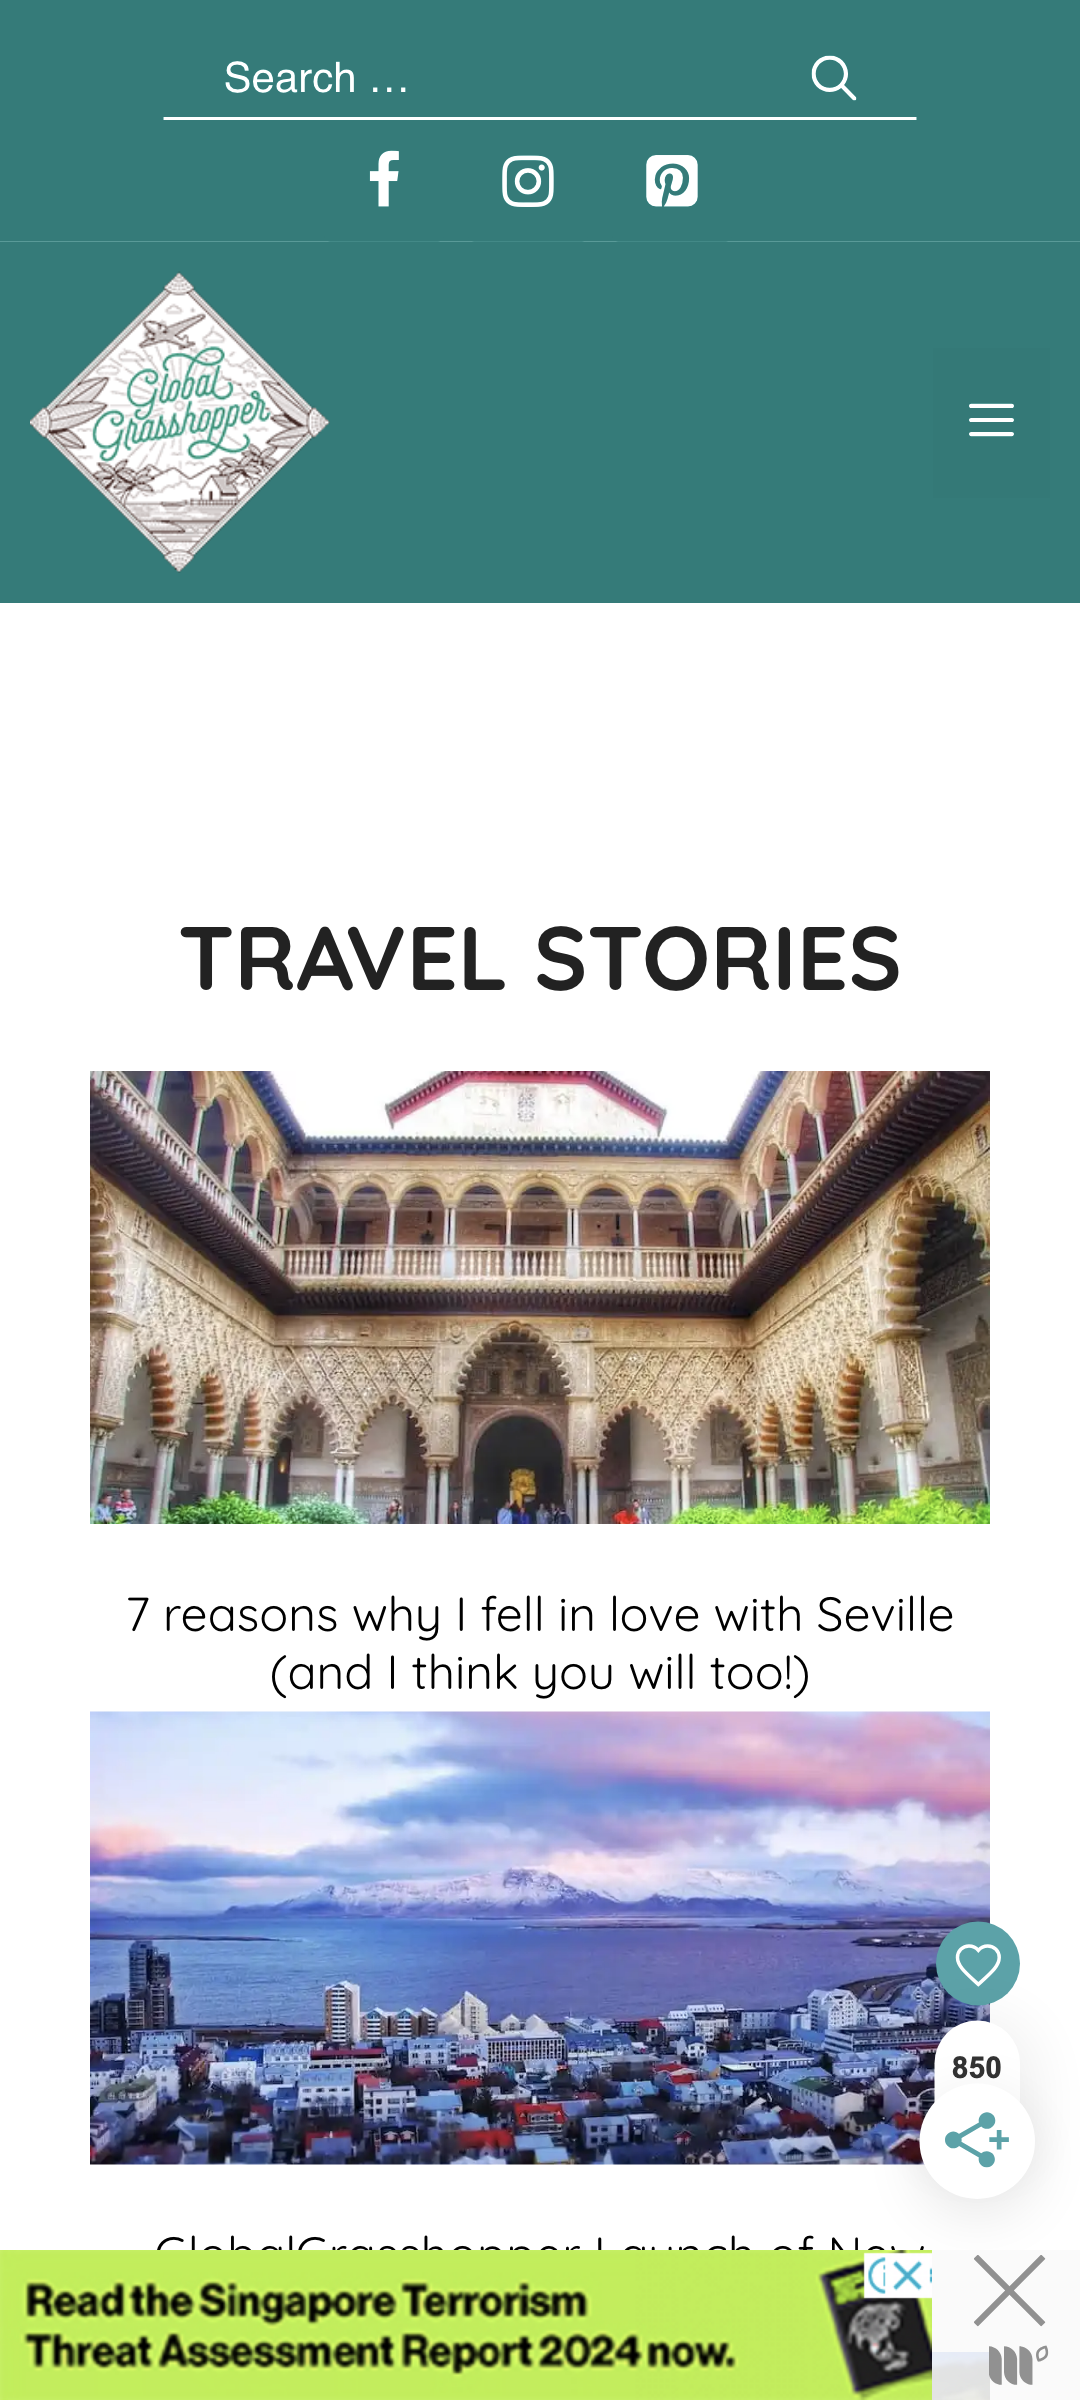 Search ...
Global
Grasshopper
TRAVEL STORIES
7 reasons why I fell in love with Seville
(and I think you will too!)
850
GlobalGrasshopper Launch of New
Read the Singapore Terrorism
Threat Assessment Report 2024 now.